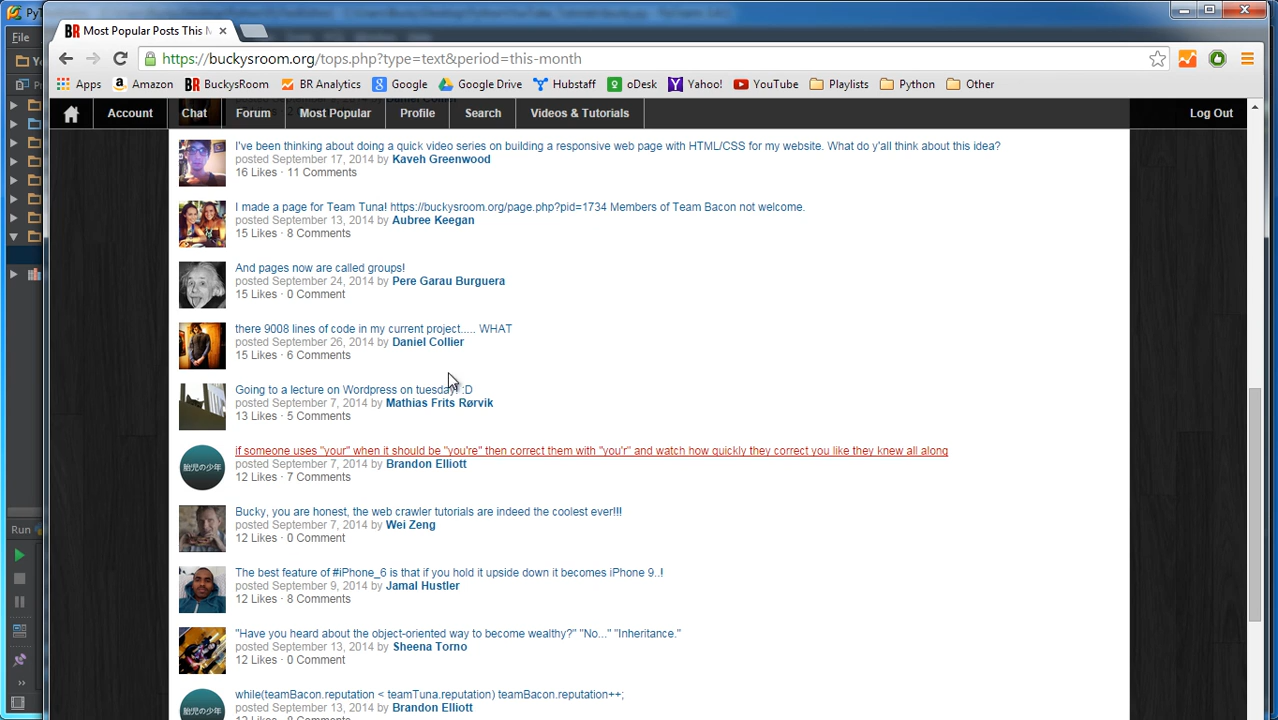 PyT
Most Popular Posts This M
File
https://buckysroom.org/tops.php?type=text&period=this-month
Apps Amazon BR BuckysRoom BR Analytics Google Google Drive Hubstaff oDesk Yahoo! YouTube Playlists Python Other
Account Chat Forum Most Popular Profile Search Videos & Tutorials Log Out
I've been thinking about doing a quick video series on building a responsive web page with HTML/CSS for my website. What do y'all think about this idea?
posted September 17, 2014 by Kaveh Greenwood
16 Likes · 11 Comments
I made a page for Team Tuna! https://buckysroom.org/page.php?pid=1734 Members of Team Bacon not welcome.
posted September 13, 2014 by Aubree Keegan
15 Likes · 8 Comments
And pages now are called groups!
posted September 24, 2014 by Pere Garau Burguera
15 Likes · 0 Comment
there 9008 lines of code in my current project..... WHAT
posted September 26, 2014 by Daniel Collier
15 Likes · 6 Comments
Going to a lecture on Wordpress on tuesday! :D
posted September 7, 2014 by Mathias Frits Rørvik
13 Likes · 5 Comments
胎児の少年
if someone uses "your" when it should be "you're" then correct them with "you'r" and watch how quickly they correct you like they knew all along
posted September 7, 2014 by Brandon Elliott
12 Likes · 7 Comments
Bucky, you are honest, the web crawler tutorials are indeed the coolest ever!!!
posted September 7, 2014 by Wei Zeng
12 Likes · 0 Comment
Run
The best feature of #iPhone_6 is that if you hold it upside down it becomes iPhone 9..!
posted September 9, 2014 by Jamal Hustler
12 Likes · 8 Comments
"Have you heard about the object-oriented way to become wealthy?" "No..." "Inheritance."
posted September 13, 2014 by Sheena Torno
12 Likes · 0 Comment
while(teamBacon.reputation < teamTuna.reputation) teamBacon.reputation++;
posted September 13, 2014 by Brandon Elliott
胎児の少年